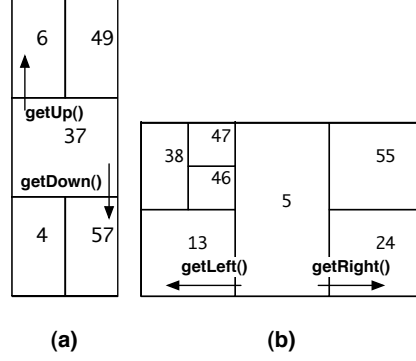 6 49
getUp()
37
getDown()
4 57
(a)
47
38
46
55
5
13 24
getLeft() getRight()
(b)